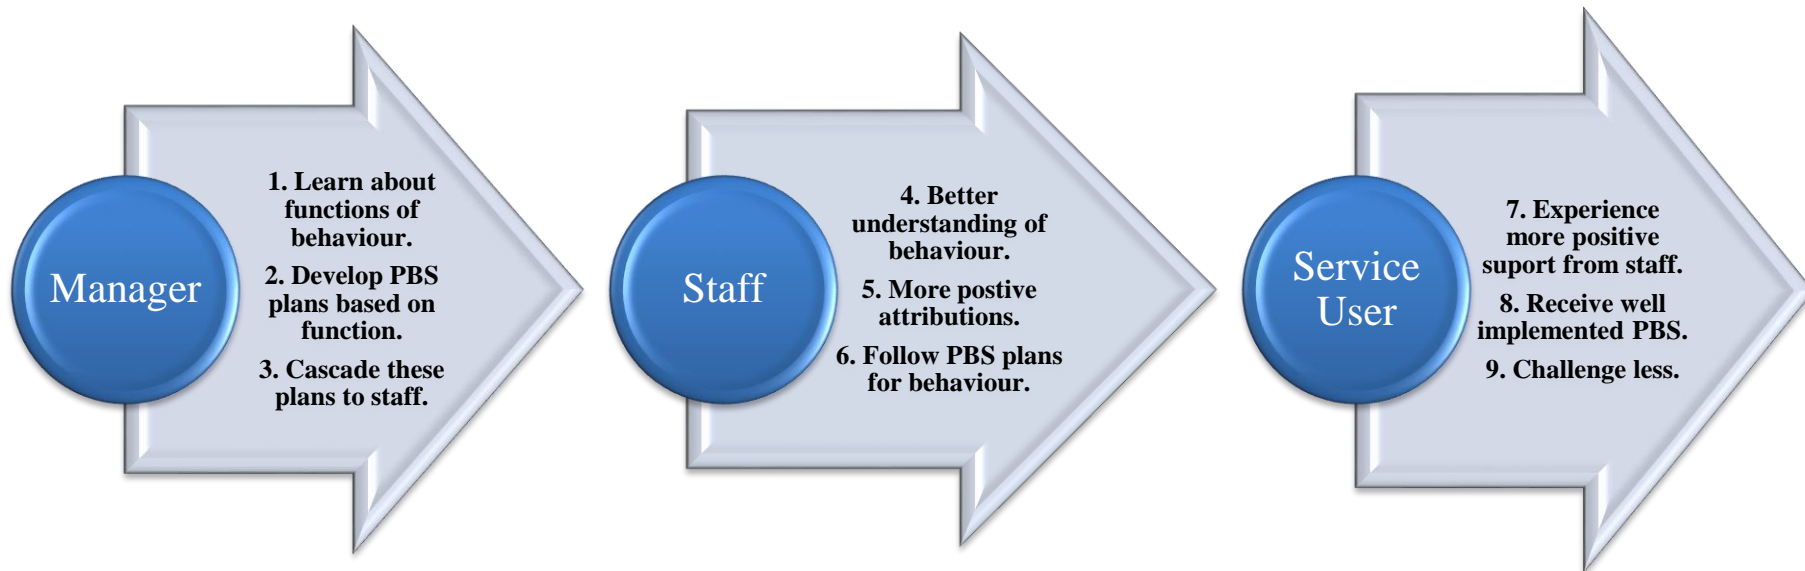 Manager
1. Learn about
functions of
behaviour.
2. Develop PBS
plans based on
function.
3. Cascade these
plans to staff.
Staff
4. Better
understanding of
behaviour.
5. More postive
attributions.
6. Follow PBS plans
for behaviour.
Service
User
7. Experience
more positive
suport from staff.
8. Receive well
implemented PBS.
9. Challenge less.